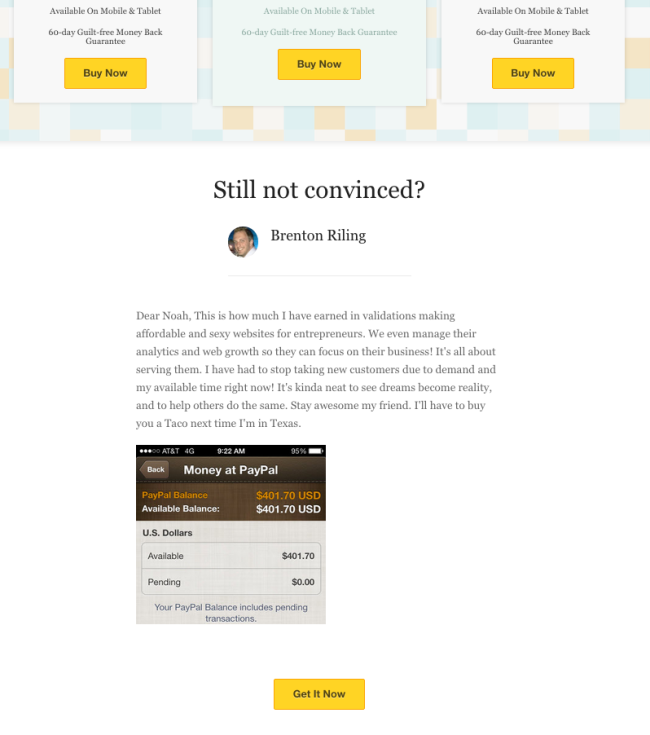 Available On Mobile & Tablet
60-day Guilt-free Money Back
Guarantee
Buy Now
Available On Mobile & Tablet
60-day Guilt-free Money Back Guarantee
Buy Now
Available On Mobile & Tablet
60-day Guilt-free Money Back
Guarantee
Buy Now
Still not convinced?
Brenton Riling
Dear Noah, This is how much I have earned in validations making
affordable and sexy websites for entrepreneurs. We even manage their
analytics and web growth so they can focus on their business! It's all about
serving them. I have had to stop taking new customers due to demand and
my available time right now! It's kinda neat to see dreams become reality,
and to help others do the same. Stay awesome my friend. I'll have to buy
you a Taco next time I'm in Texas.
AT&T 4G 9:22 AM 95%
Back Money at PayPal
PayPal Balance $401.70 USD
Available Balance: $401.70 USD
U.S. Dollars
Available $401.70
Pending $0.00
Your PayPal Balance includes pending
transactions.
Get It Now